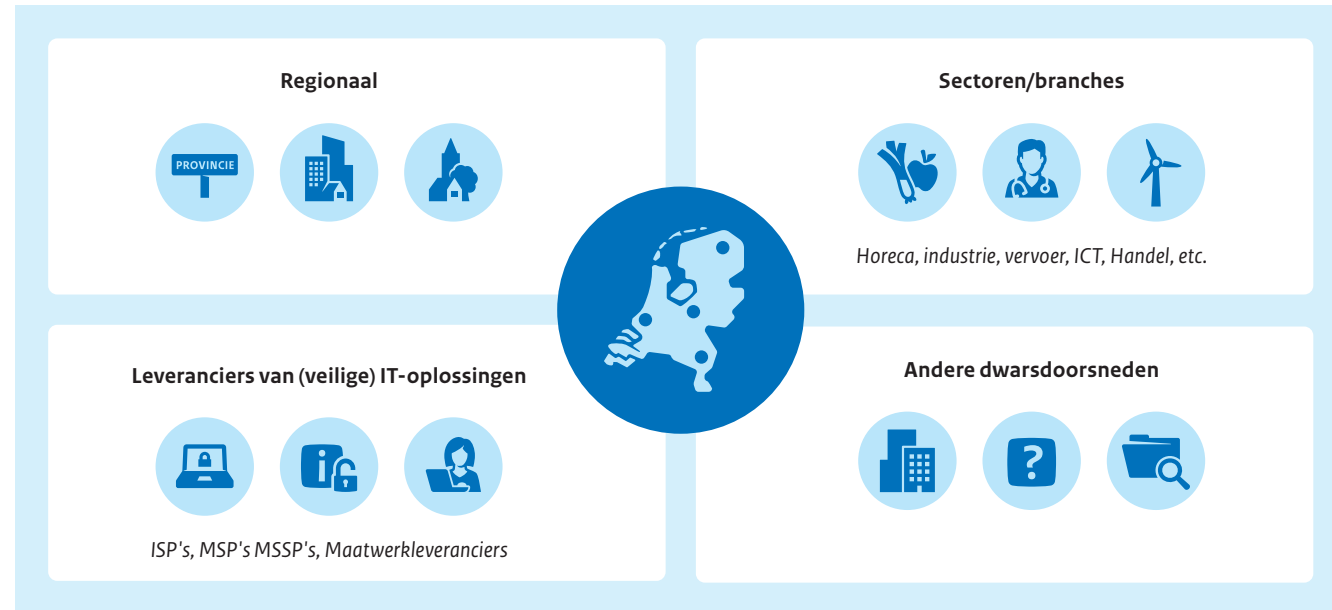 Regionaal
PROVINCIE
Sectoren/branches
Horeca, industrie, vervoer, ICT, Handel, etc.
Leveranciers van (veilige) IT-oplossingen
ISP's, MSP's MSSP's, Maatwerkleveranciers
Andere dwarsdoorsneden
?